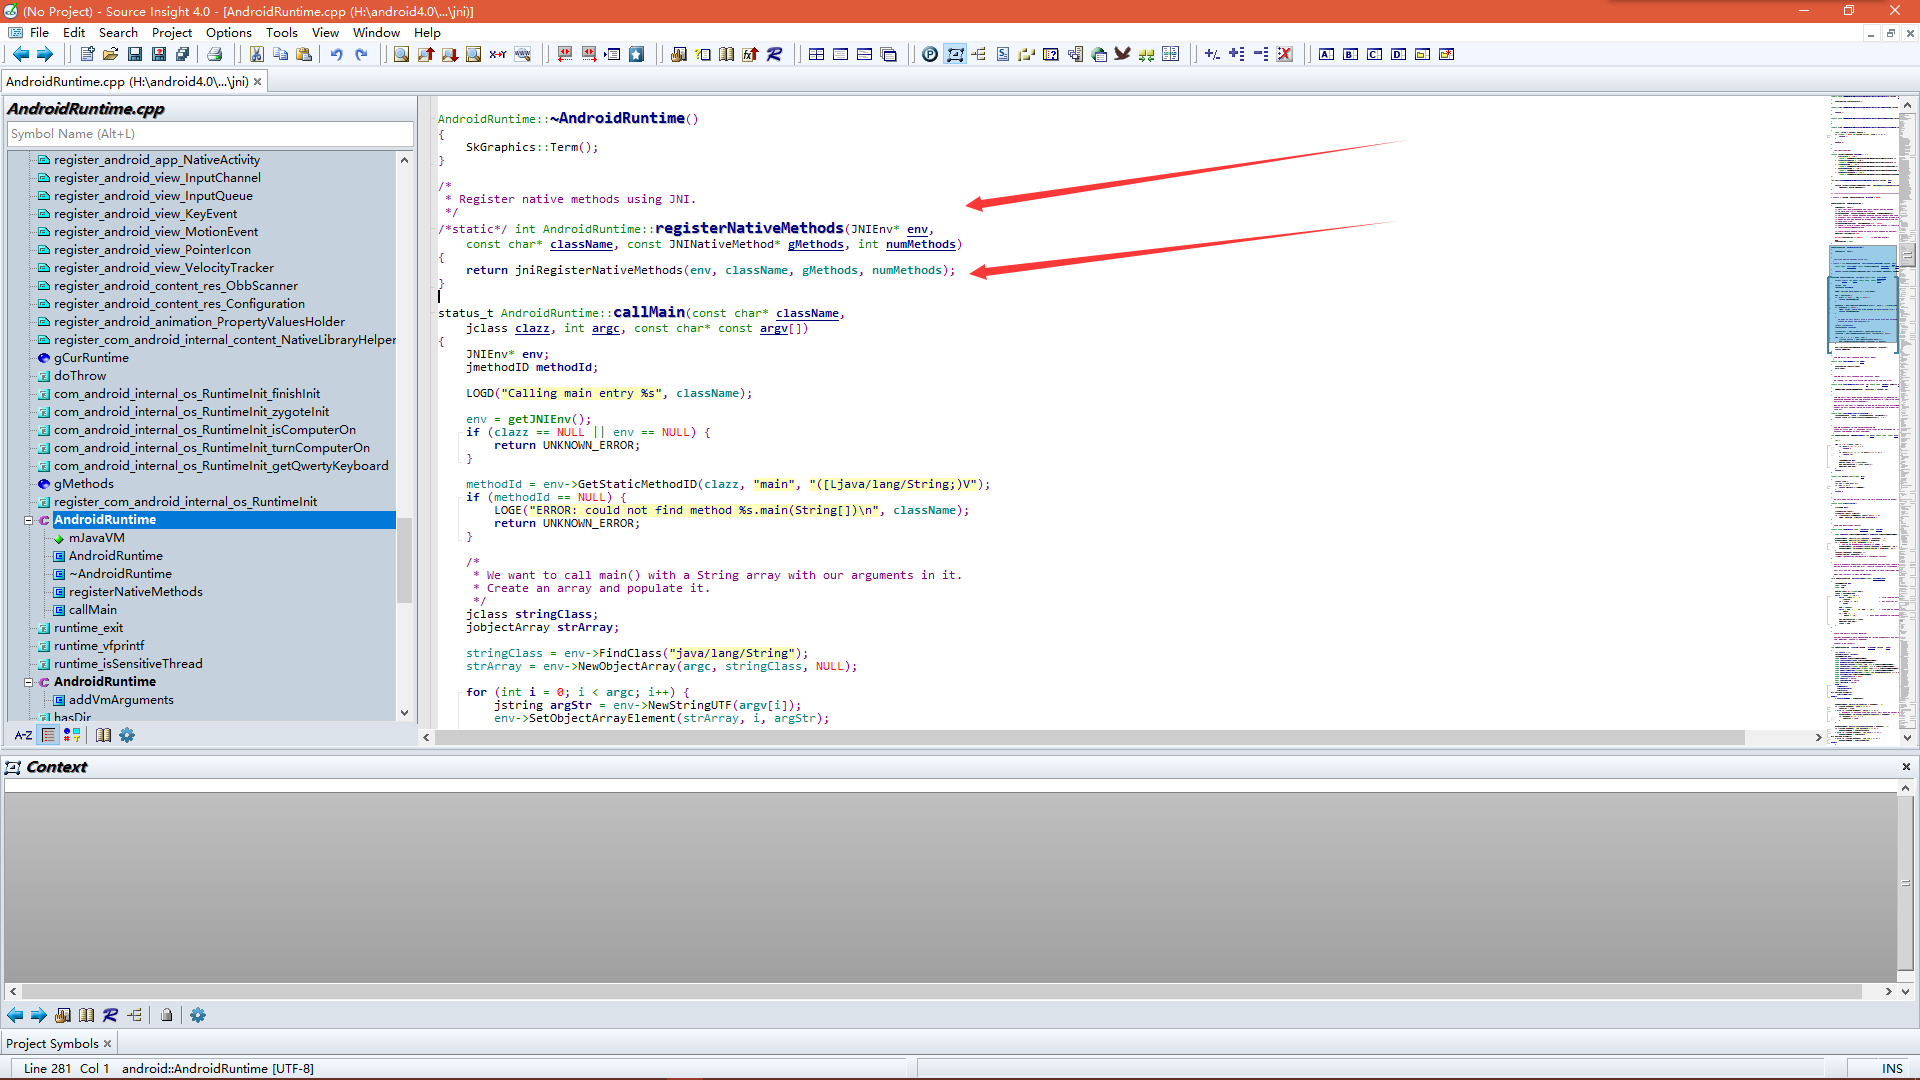 (No Project) - Source Insight 4.0 - [AndroidRuntime.cpp (H:\android4.0\...\jni)]
File Edit Search Project Options Tools View Window Help
AndroidRuntime.cpp (H:\android4.0\...\jni)
AndroidRuntime.cpp
Symbol Name (Alt+L)
register_android_app_NativeActivity
register_android_view_InputChannel
register_android_view_InputQueue
register_android_view_KeyEvent
register_android_view_MotionEvent
register_android_view_PointerIcon
register_android_view_VelocityTracker
register_android_content_res_ObbScanner
register_android_content_res_Configuration
register_android_animation_PropertyValuesHolder
register_com_android_internal_content_NativeLibraryHelper
gCurRuntime
doThrow
com_android_internal_os_RuntimeInit_finishInit
com_android_internal_os_RuntimeInit_zygoteInit
com_android_internal_os_RuntimeInit_isComputerOn
com_android_internal_os_RuntimeInit_turnComputerOn
com_android_internal_os_RuntimeInit_getQwertyKeyboard
gMethods
register_com_android_internal_os_RuntimeInit
AndroidRuntime
mJavaVM
AndroidRuntime
~AndroidRuntime
registerNativeMethods
callMain
runtime_exit
runtime_vfprintf
runtime_isSensitiveThread
AndroidRuntime
addVmArguments
hasDir
A-Z
AndroidRuntime::~AndroidRuntime()
{
SkGraphics::Term();
}
/*
* Register native methods using JNI.
*/
/*static*/ int AndroidRuntime::registerNativeMethods(JNIEnv* env,
const char* className, const JNINativeMethod* gMethods, int numMethods)
{
return jniRegisterNativeMethods(env, className, gMethods, numMethods);
}
status_t AndroidRuntime::callMain(const char* className,
jclass clazz, int argc, const char* const argv[])
{
JNIEnv* env;
jmethodID methodId;
LOGD("Calling main entry %s", className);
env = getJNIEnv();
if (clazz == NULL || env == NULL) {
return UNKNOWN_ERROR;
}
methodId = env->GetStaticMethodID(clazz, "main", "([Ljava/lang/String;)V");
if (methodId == NULL) {
LOGE("ERROR: could not find method %s.main(String[])\n", className);
return UNKNOWN_ERROR;
}
/*
* We want to call main() with a String array with our arguments in it.
* Create an array and populate it.
*/
jclass stringClass;
jobjectArray strArray;
stringClass = env->FindClass("java/lang/String");
strArray = env->NewObjectArray(argc, stringClass, NULL);
for (int i = 0; i < argc; i++) {
jstring argStr = env->NewStringUTF(argv[i]);
env->SetObjectArrayElement(strArray, i, argStr);
Context
Project Symbols
Line 281 Col 1 android::AndroidRuntime [UTF-8]
INS